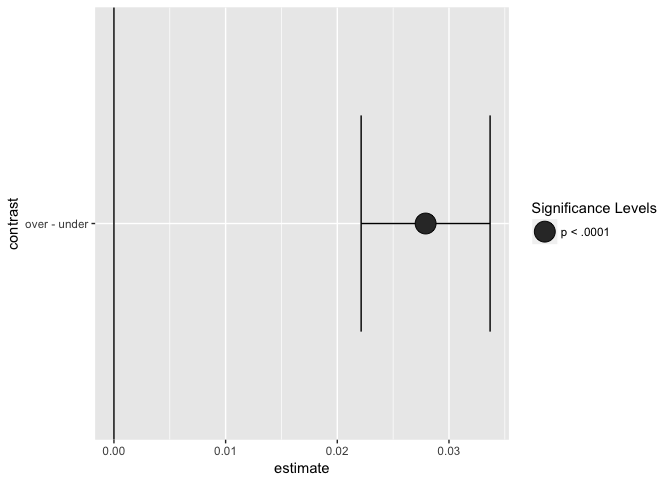 contrast
over - under
0.00
0.01
0.02
0.03
estimate
Significance Levels
p < .0001